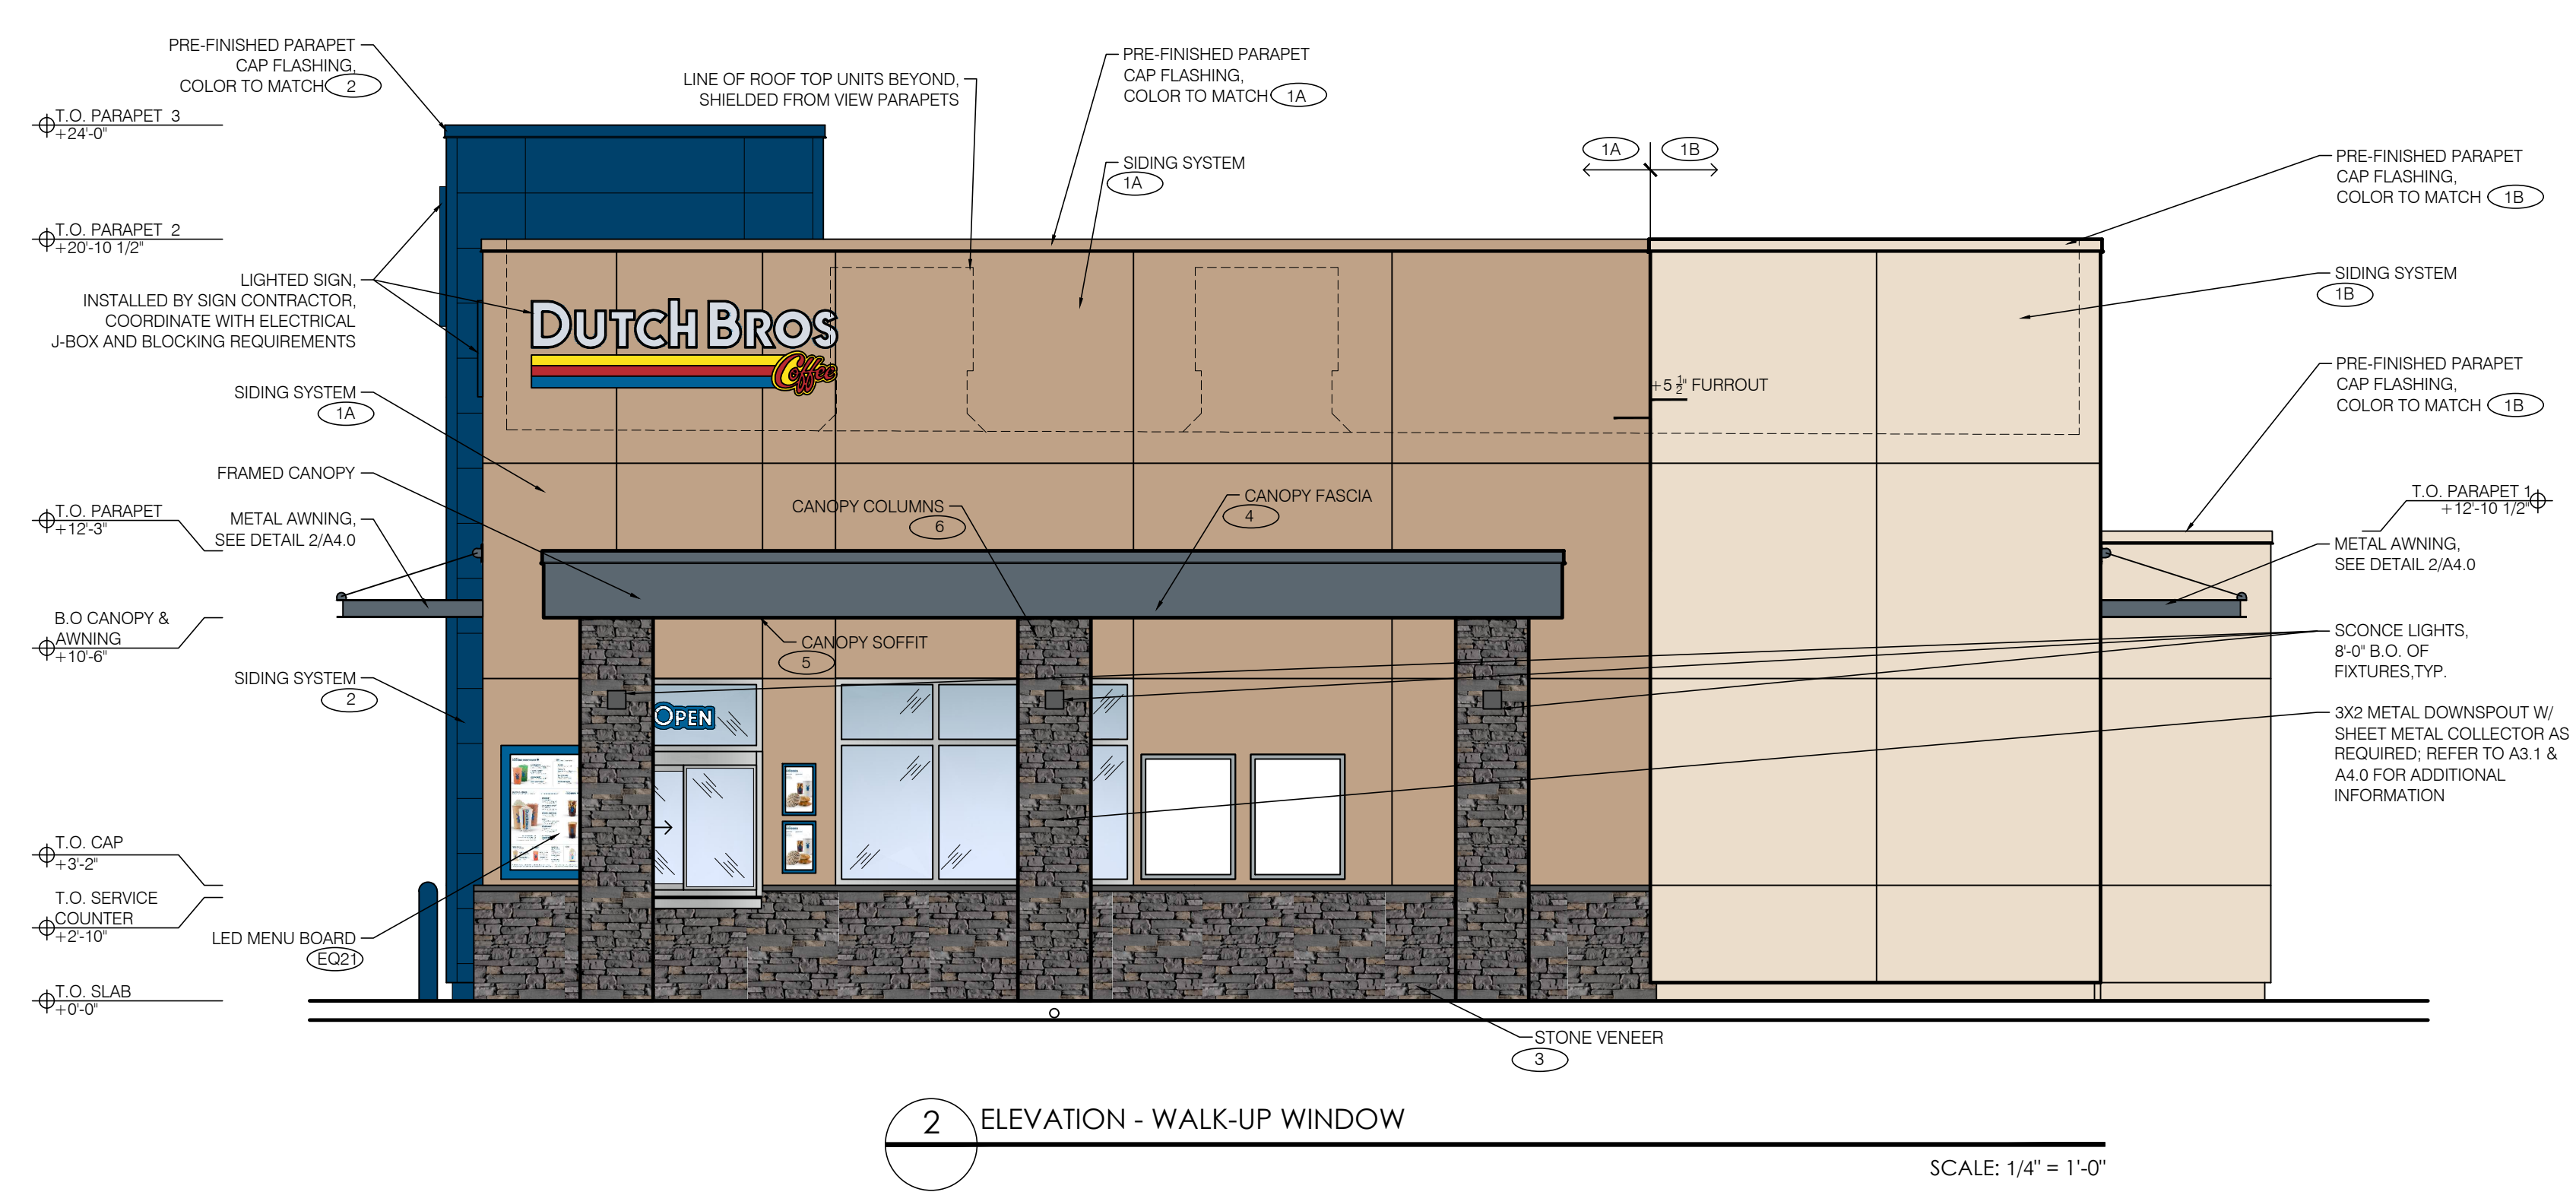 PRE-FINISHED PARAPET
CAP FLASHING,
COLOR TO MATCH 2
LINE OF ROOF TOP UNITS BEYOND,
SHIELDED FROM VIEW PARAPETS
PRE-FINISHED PARAPET
CAP FLASHING,
COLOR TO MATCH 1A
T.O. PARAPET 3
+24'-0"
SIDING SYSTEM
1A
1A
1B
PRE-FINISHED PARAPET
CAP FLASHING,
COLOR TO MATCH 1B
T.O. PARAPET 2
+20'-10 1/2"
LIGHTED SIGN,
INSTALLED BY SIGN CONTRACTOR,
COORDINATE WITH ELECTRICAL
J-BOX AND BLOCKING REQUIREMENTS
DUTCH BROS
Coffee
SIDING SYSTEM
1B
SIDING SYSTEM
1A
+5 1/2" FURROUT
PRE-FINISHED PARAPET
CAP FLASHING,
COLOR TO MATCH 1B
FRAMED CANOPY
T.O. PARAPET
+12'-3"
METAL AWNING,
SEE DETAIL 2/A4.0
CANOPY COLUMNS
6
CANOPY FASCIA
4
T.O. PARAPET 1
+12'-10 1/2"
METAL AWNING,
SEE DETAIL 2/A4.0
B.O CANOPY &
AWNING
+10'-6"
CANOPY SOFFIT
5
SCONCE LIGHTS,
8'-0" B.O. OF
FIXTURES,TYP.
SIDING SYSTEM
2
OPEN
3X2 METAL DOWNSPOUT W/
SHEET METAL COLLECTOR AS
REQUIRED; REFER TO A3.1 &
A4.0 FOR ADDITIONAL
INFORMATION
T.O. CAP
+3'-2"
T.O. SERVICE
COUNTER
+2'-10"
LED MENU BOARD
EQ21
T.O. SLAB
+0'-0"
STONE VENEER
3
2
ELEVATION - WALK-UP WINDOW
SCALE: 1/4" = 1'-0"